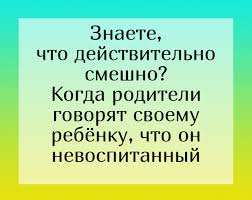 Знаете,
что действительно
смешно?
Когда родители
говорят своему
ребёнку, что он
невоспитанный